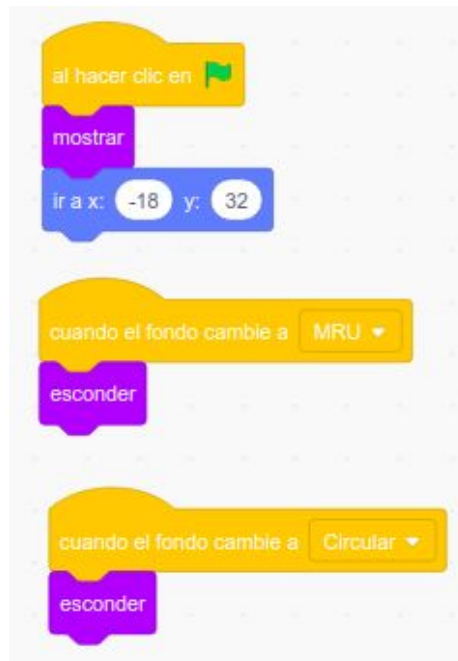 al hacer clic en
mostrar
ir a x: -18 y: 32
cuando el fondo cambie a MRU
esconder
cuando el fondo cambie a Circular
esconder